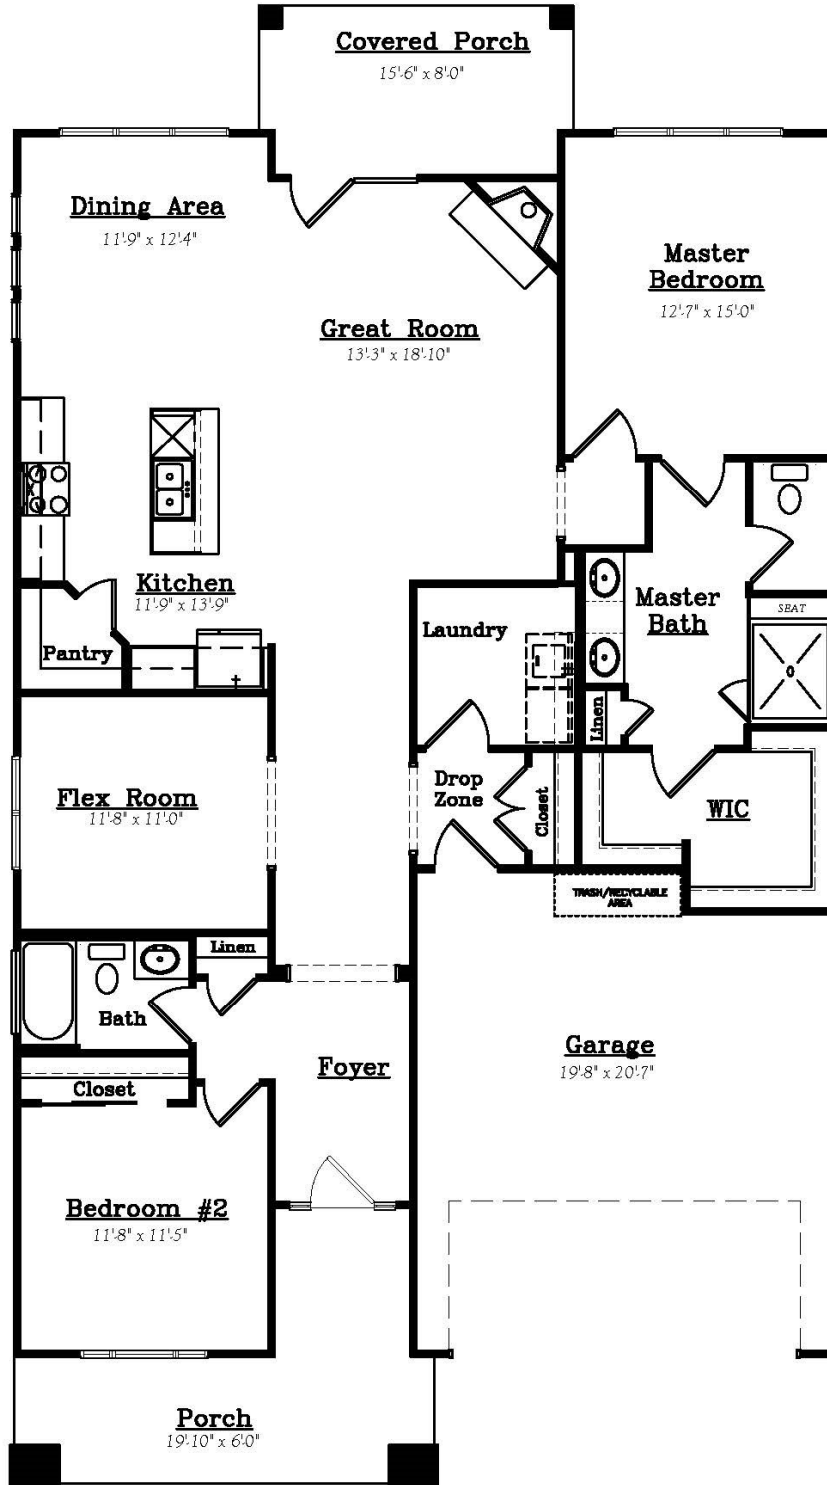 Covered Porch
15'-6" x 8'-0"
Dining Area
11'-9" x 12'-4"
Master
Bedroom
12'-7" x 15'-0"
Great Room
13'-3" x 18'-10"
Kitchen
11'-9" x 13'-9"
Pantry
Laundry
Master
Bath
SEAT
Linen
Flex Room
11'-8" x 11'-0"
Drop
Zone
Closet
WIC
TRASH/RECYCLABLE
AREA
Linen
Bath
Closet
Foyer
Garage
19'-8" x 20'-7"
Bedroom #2
11'-8" x 11'-5"
Porch
19'-10" x 6'-0"